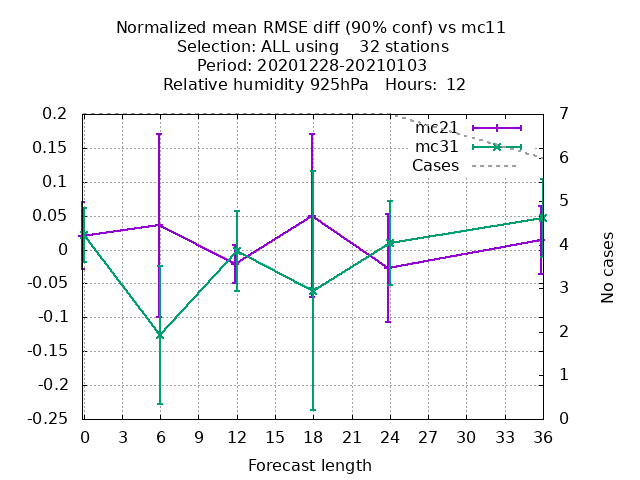 Normalized mean RMSE diff (90% conf) vs mc11
Selection: ALL using    32 stations
Period: 20201228-20210103
Relative humidity 925hPa   Hours:  12
0.2
0.15
0.1
0.05
0
-0.05
-0.1
-0.15
-0.2
-0.25
mc21
mc31
Cases
7
6
5
4
3
2
1
0
No cases
0 3 6 9 12 15 18 21 24 27 30 33 36
Forecast length